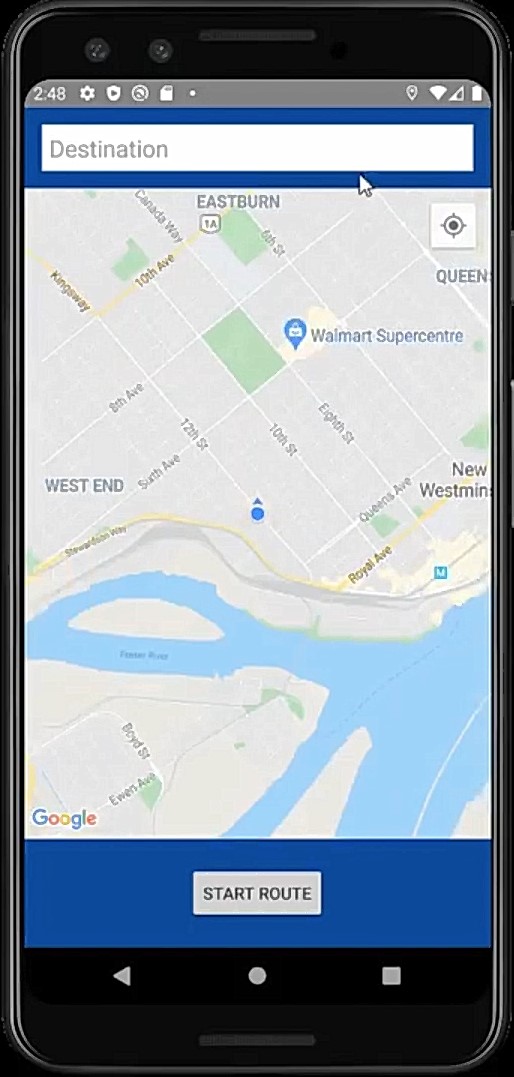 2:48
Destination
EASTBURN
Canada Way
1A
6th St
10th Ave
Kingsway
QUEENS
Walmart Supercentre
8th Ave
Eighth St
12th St
10th St
Sixth Ave
WEST END
New
Westmins
Queens Ave
Stewardson Way
Royal Ave
M
Fraser River
Boyd St
Ewen Ave
Google
START ROUTE